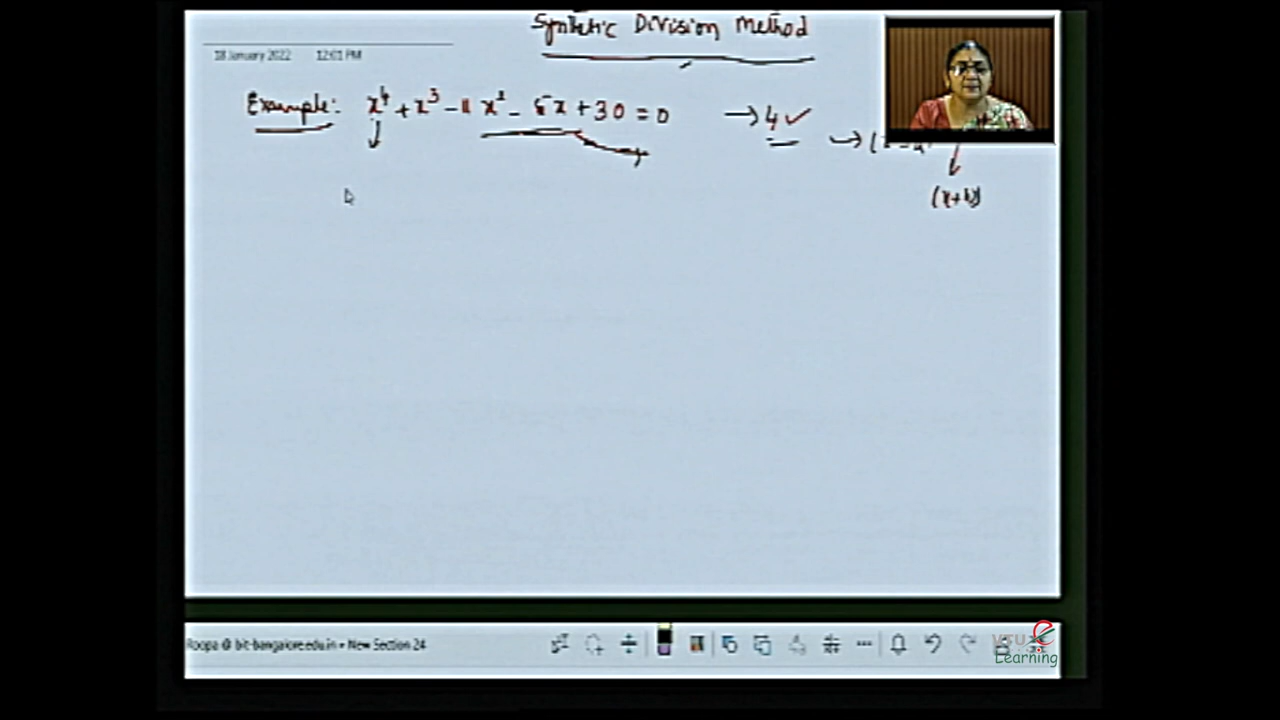 Synthetic Division Method
18 January 2022 12:01 PM
Example: x⁴ + x³ - 11x² - 5x + 30 = 0 → 4 ✓
(x+b)
Roopa @ bit-bangalore.edu.in • New Section 24
VTU e
Learning